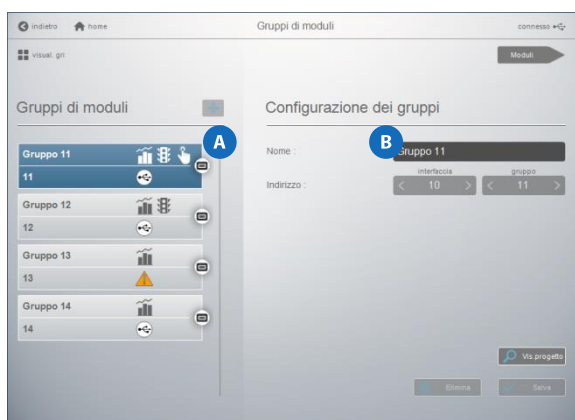 indietro home Gruppi di moduli connesso
visual. gri Moduli
Gruppi di moduli Configurazione dei gruppi
A B
Gruppo 11 Nome : Gruppo 11
11 interfaccia gruppo
Indirizzo : < 10 > < 11 >
Gruppo 12
12
Gruppo 13
13
Gruppo 14
14
Vis progetto
Elimina Salva